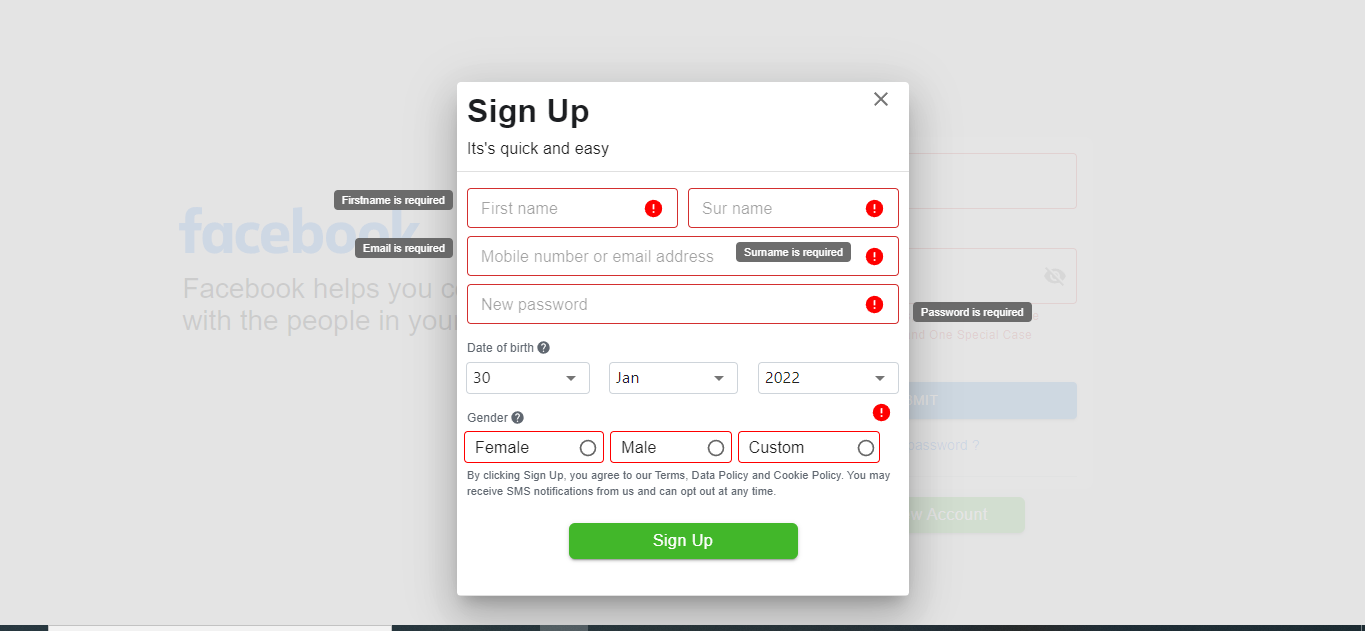 Sign Up
Its's quick and easy
Firstname is required
First name
Sur name
facebook
Email is required
Mobile number or email address
Surname is required
Facebook helps you c
with the people in your
New password
Password is required
nd One Special Case
Date of birth
30
Jan
2022
MIT
Gender
password ?
Female
Male
Custom
By clicking Sign Up, you agree to our Terms, Data Policy and Cookie Policy. You may
receive SMS notifications from us and can opt out at any time.
w Account
Sign Up